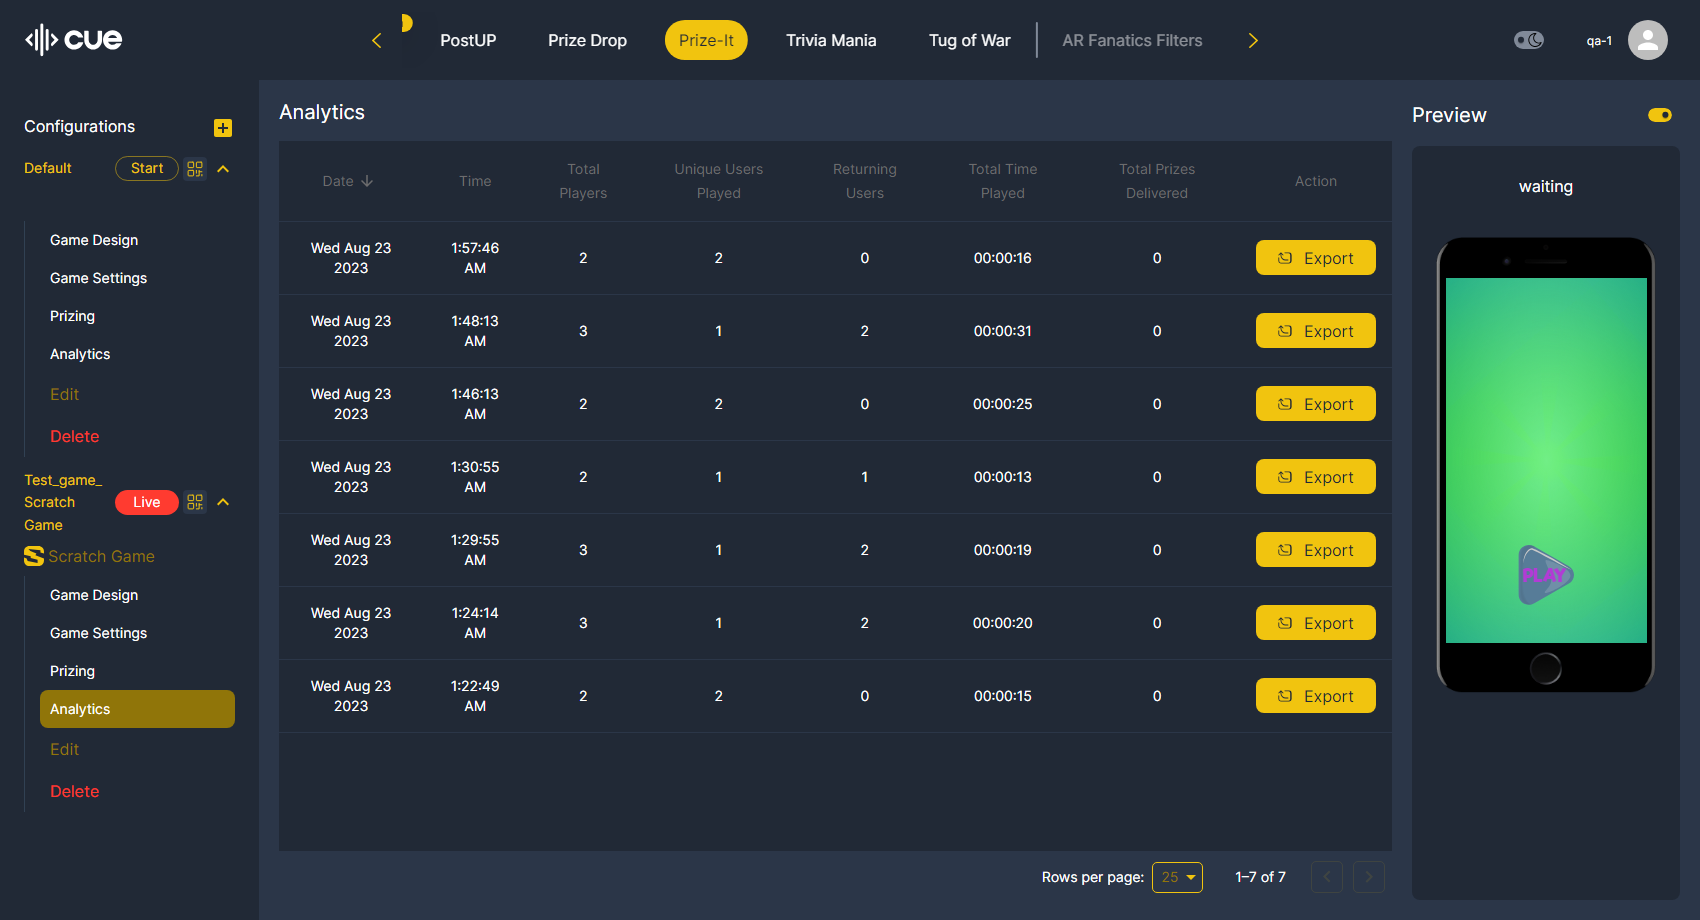 cue
PostUP
Prize Drop
Prize-It
Trivia Mania
Tug of War
AR Fanatics Filters
qa-1
Configurations
Default
Start
Game Design
Game Settings
Prizing
Analytics
Edit
Delete
Test_game_
Scratch
Game
Live
Scratch Game
Game Design
Game Settings
Prizing
Analytics
Edit
Delete
Analytics
Date
Time
Total
Players
Unique Users
Played
Returning
Users
Total Time
Played
Total Prizes
Delivered
Action
Wed Aug 23
2023
1:57:46
AM
2
2
0
00:00:16
0
Export
Wed Aug 23
2023
1:48:13
AM
3
1
2
00:00:31
0
Export
Wed Aug 23
2023
1:46:13
AM
2
2
0
00:00:25
0
Export
Wed Aug 23
2023
1:30:55
AM
2
1
1
00:00:13
0
Export
Wed Aug 23
2023
1:29:55
AM
3
1
2
00:00:19
0
Export
Wed Aug 23
2023
1:24:14
AM
3
1
2
00:00:20
0
Export
Wed Aug 23
2023
1:22:49
AM
2
2
0
00:00:15
0
Export
Rows per page:
25
1–7 of 7
Preview
waiting
PLAY